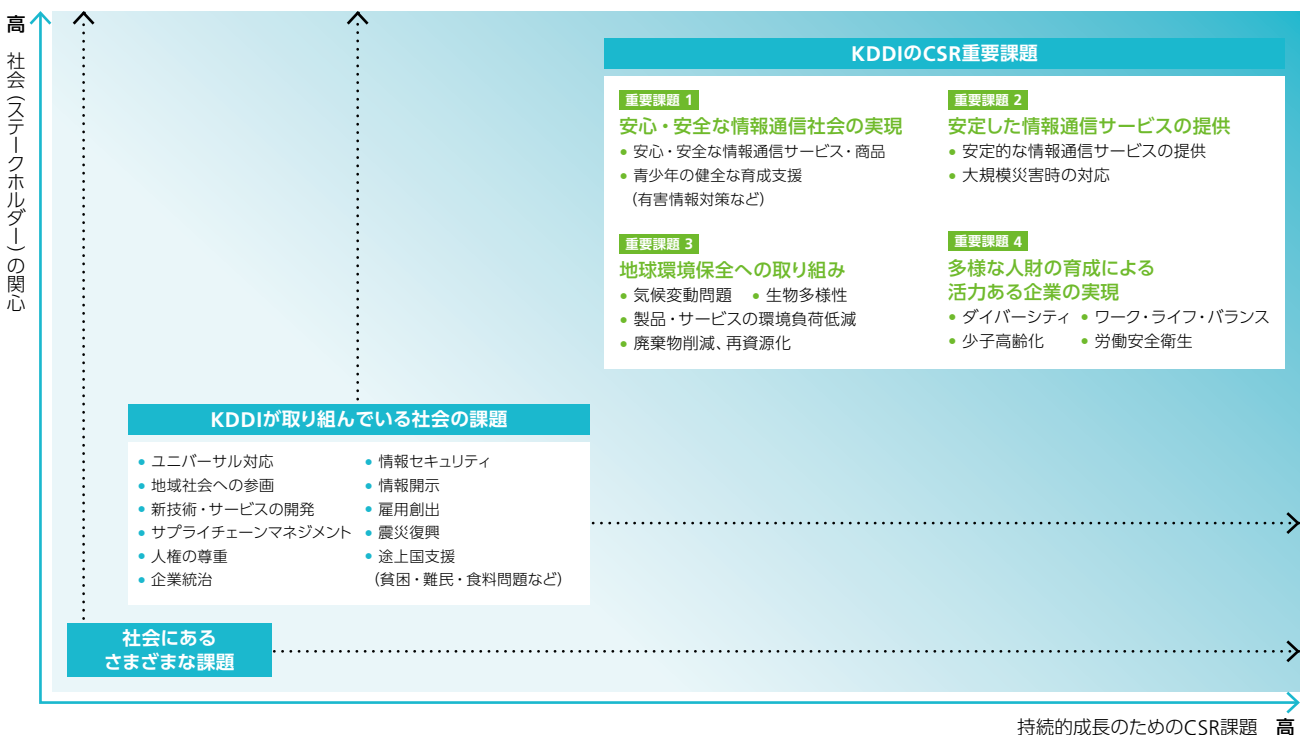 高
社会（ステークホルダー）の関心
KDDIのCSR重要課題
重要課題 1
安心・安全な情報通信社会の実現
• 安心・安全な情報通信サービス・商品
• 青少年の健全な育成支援
（有害情報対策など）
重要課題 2
安定した情報通信サービスの提供
• 安定的な情報通信サービスの提供
• 大規模災害時の対応
重要課題 3
地球環境保全への取り組み
• 気候変動問題 • 生物多様性
• 製品・サービスの環境負荷低減
• 廃棄物削減、再資源化
重要課題 4
多様な人財の育成による
活力ある企業の実現
• ダイバーシティ • ワーク・ライフ・バランス
• 少子高齢化 • 労働安全衛生
KDDIが取り組んでいる社会の課題
• ユニバーサル対応
• 地域社会への参画
• 新技術・サービスの開発
• サプライチェーンマネジメント
• 人権の尊重
• 企業統治
• 情報セキュリティ
• 情報開示
• 雇用創出
• 震災復興
• 途上国支援
（貧困・難民・食料問題など）
社会にある
さまざまな課題
持続的成長のためのCSR課題 高